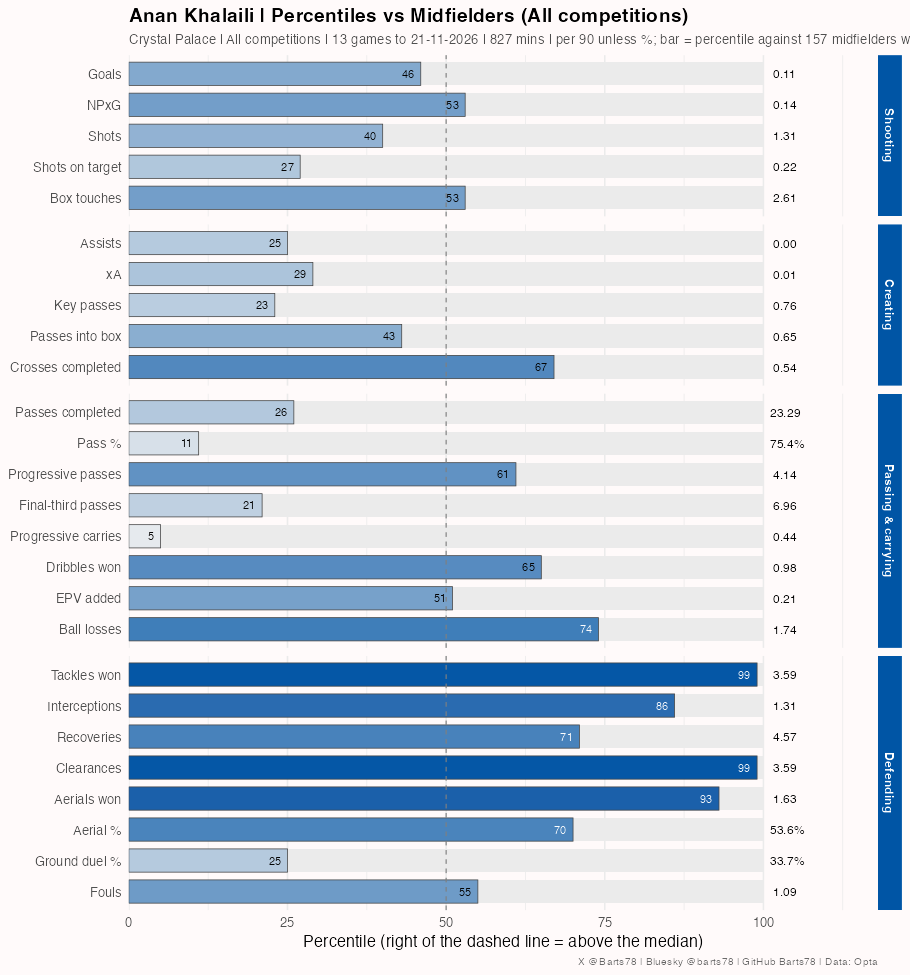 Anan Khalaili | Percentiles vs Midfielders (All competitions)
Crystal Palace | All competitions | 13 games to 21-11-2026 | 827 mins | per 90 unless %; bar = percentile against 157 midfielders w
Goals 46 0.11
NPxG 53 0.14
Shots 40 1.31
Shots on target 27 0.22
Box touches 53 2.61
Shooting
Assists 25 0.00
xA 29 0.01
Key passes 23 0.76
Passes into box 43 0.65
Crosses completed 67 0.54
Creating
Passes completed 26 23.29
Pass % 11 75.4%
Progressive passes 61 4.14
Final-third passes 21 6.96
Progressive carries 5 0.44
Dribbles won 65 0.98
EPV added 51 0.21
Ball losses 74 1.74
Passing & carrying
Tackles won 99 3.59
Interceptions 86 1.31
Recoveries 71 4.57
Clearances 99 3.59
Aerials won 93 1.63
Aerial % 70 53.6%
Ground duel % 25 33.7%
Fouls 55 1.09
Defending
0 25 50 75 100
Percentile (right of the dashed line = above the median)
X @Barts78 | Bluesky @barts78 | GitHub Barts78 | Data: Opta